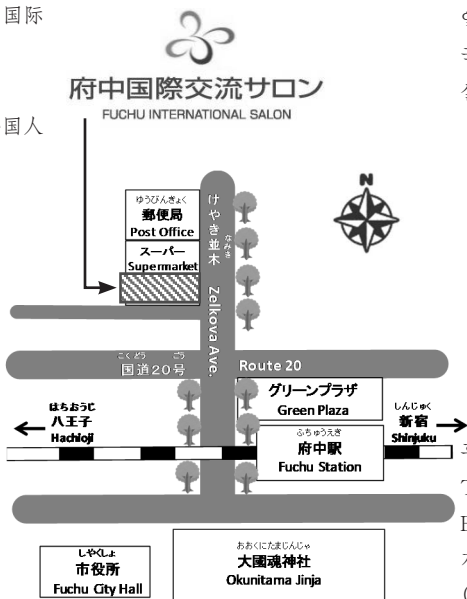 国际
府中国際交流サロン
FUCHU INTERNATIONAL SALON
国人
N
ゆうびんきょく
郵便局
Post Office
スーパー
Supermarket
けやき並木
なみき
Zelkova Ave.
こくどう ごう
国道20号
Route 20
グリーンプラザ
Green Plaza
はちおうじ
八王子
Hachioji
しんじゅく
新宿
Shinjuku
ふちゅうえき
府中駅
Fuchu Station
しやくしょ
市役所
Fuchu City Hall
おおくにたまじんじゃ
大國魂神社
Okunitama Jinja